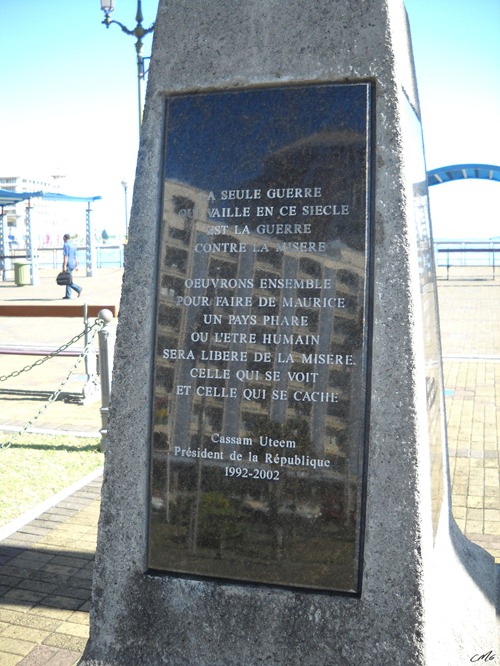 A SEULE GUERRE
QUI VAILLE EN CE SIECLE
EST LA GUERRE
CONTRE LA MISERE
OEUVRONS ENSEMBLE
POUR FAIRE DE MAURICE
UN PAYS PHARE
OU L'ETRE HUMAIN
SERA LIBERE DE LA MISERE.
CELLE QUI SE VOIT
ET CELLE QUI SE CACHE
Cassam Uteem
Président de la République
1992-2002
CMG